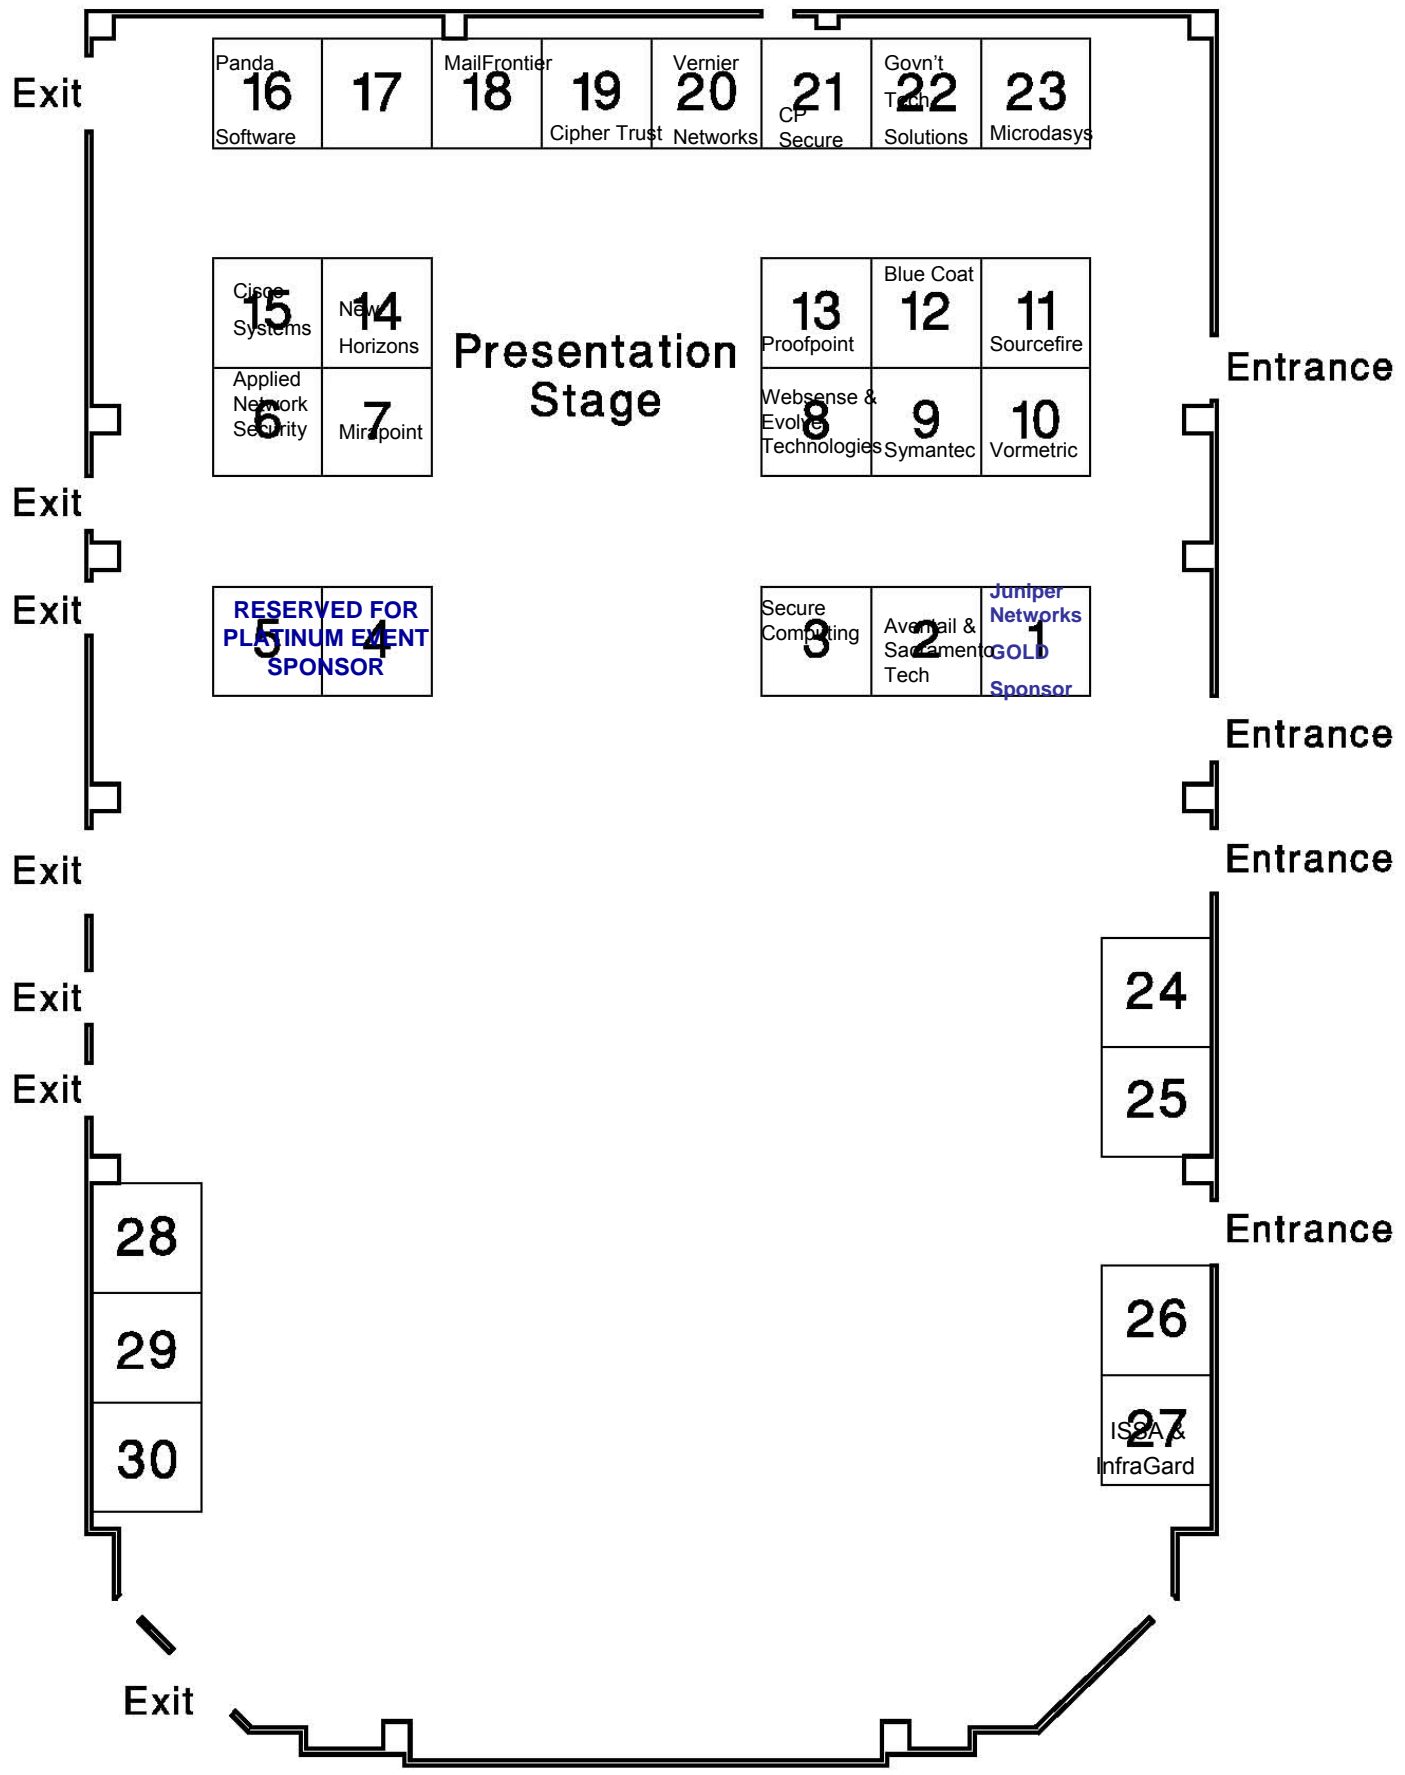 Exit
Panda
16
Software
17
MailFrontier
18
19
Cipher Trust
Vernier
20
Networks
21
CP
Secure
Govn't
22
Tech
Solutions
23
Microdasys
Cisco
15
Systems
New
14
Horizons
Presentation
Stage
13
Proofpoint
Blue Coat
12
11
Sourcefire
Entrance
Applied
Network
6
Security
7
Mirapoint
Websense &
8
Evolve
Technologies
9
Symantec
10
Vormetric
Exit
Exit
RESERVED FOR
PLATINUM EVENT
SPONSOR
5
4
Secure
Computing
3
Aventail &
2
Sacramento
Tech
Juniper
Networks
1
GOLD
Sponsor
Entrance
Exit
Entrance
24
Exit
25
Exit
28
Entrance
29
26
30
27
ISSA &
InfraGard
Exit